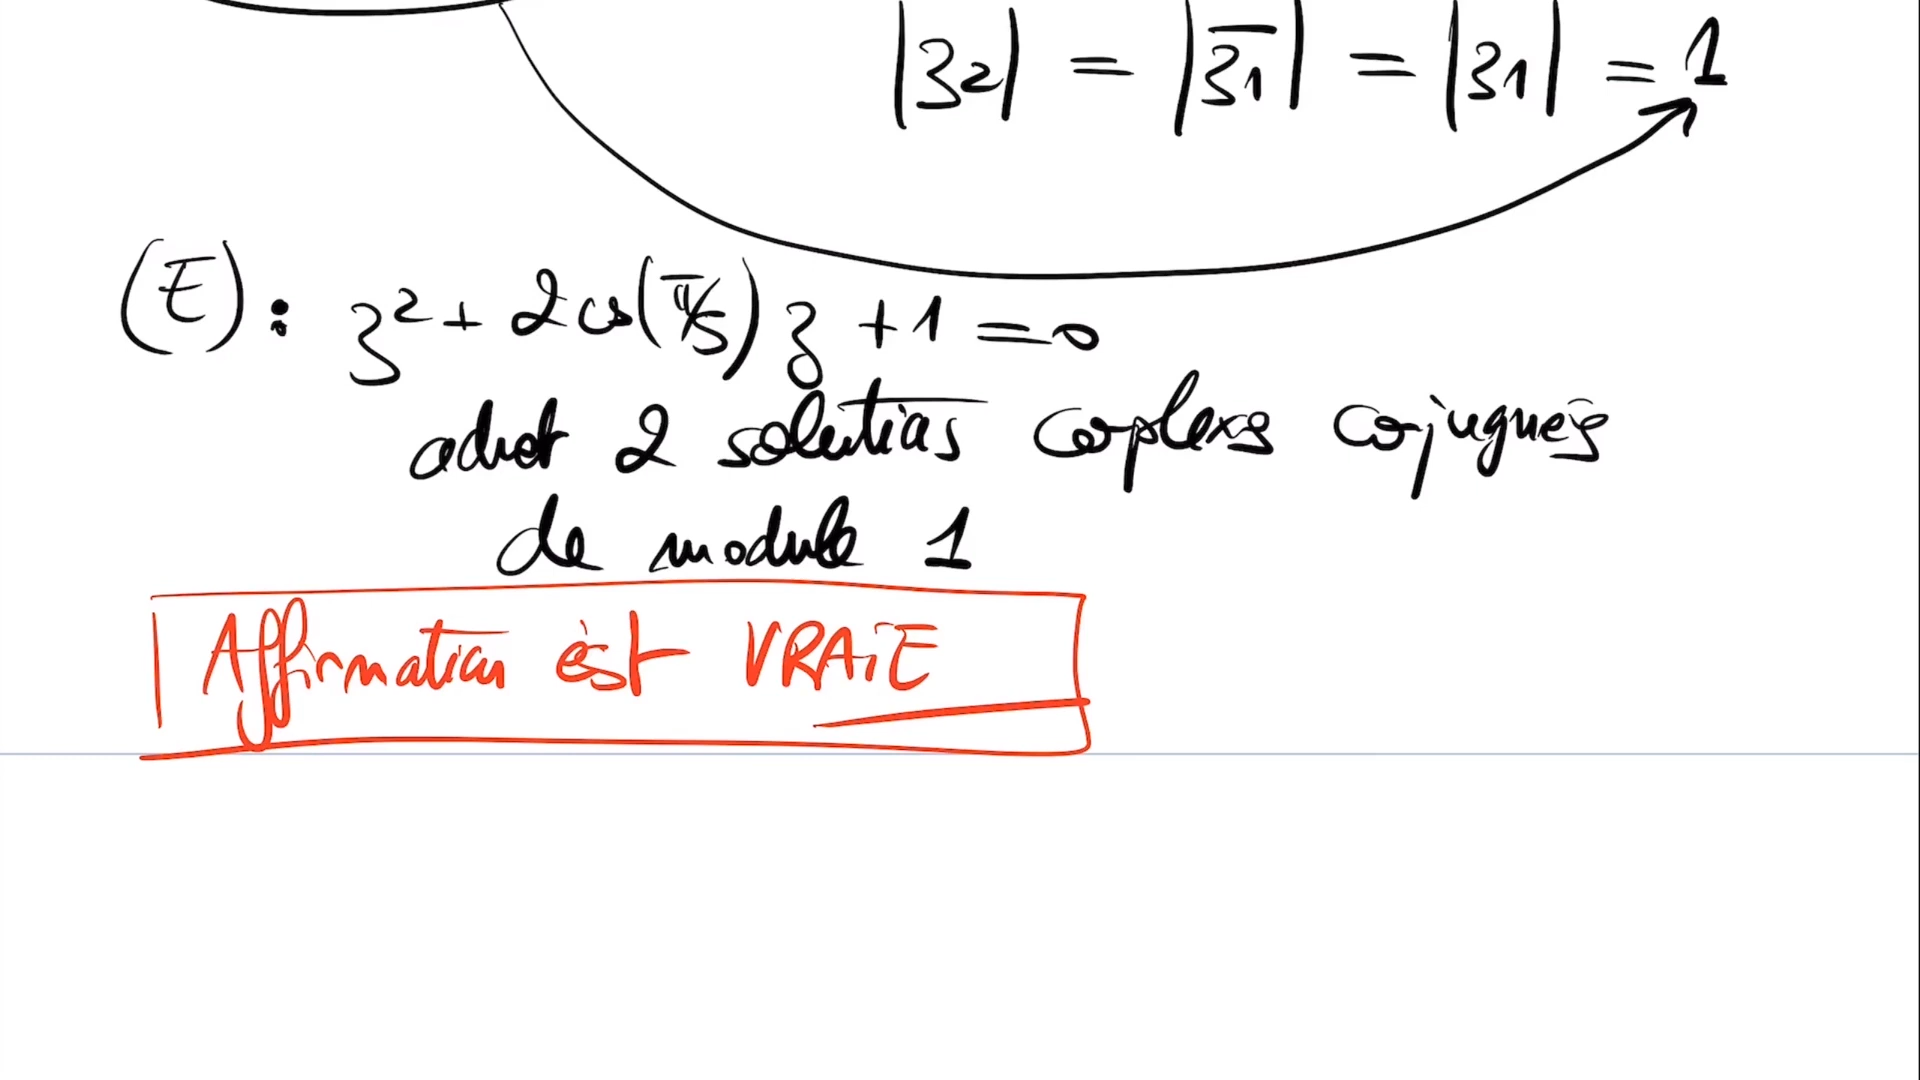 |z2| = |z̅1| = |z1| = 1
(E): z² + 2cos(π/5) z + 1 = 0
admet 2 solutions complexes conjuguées
de module 1
Affirmation est VRAiE